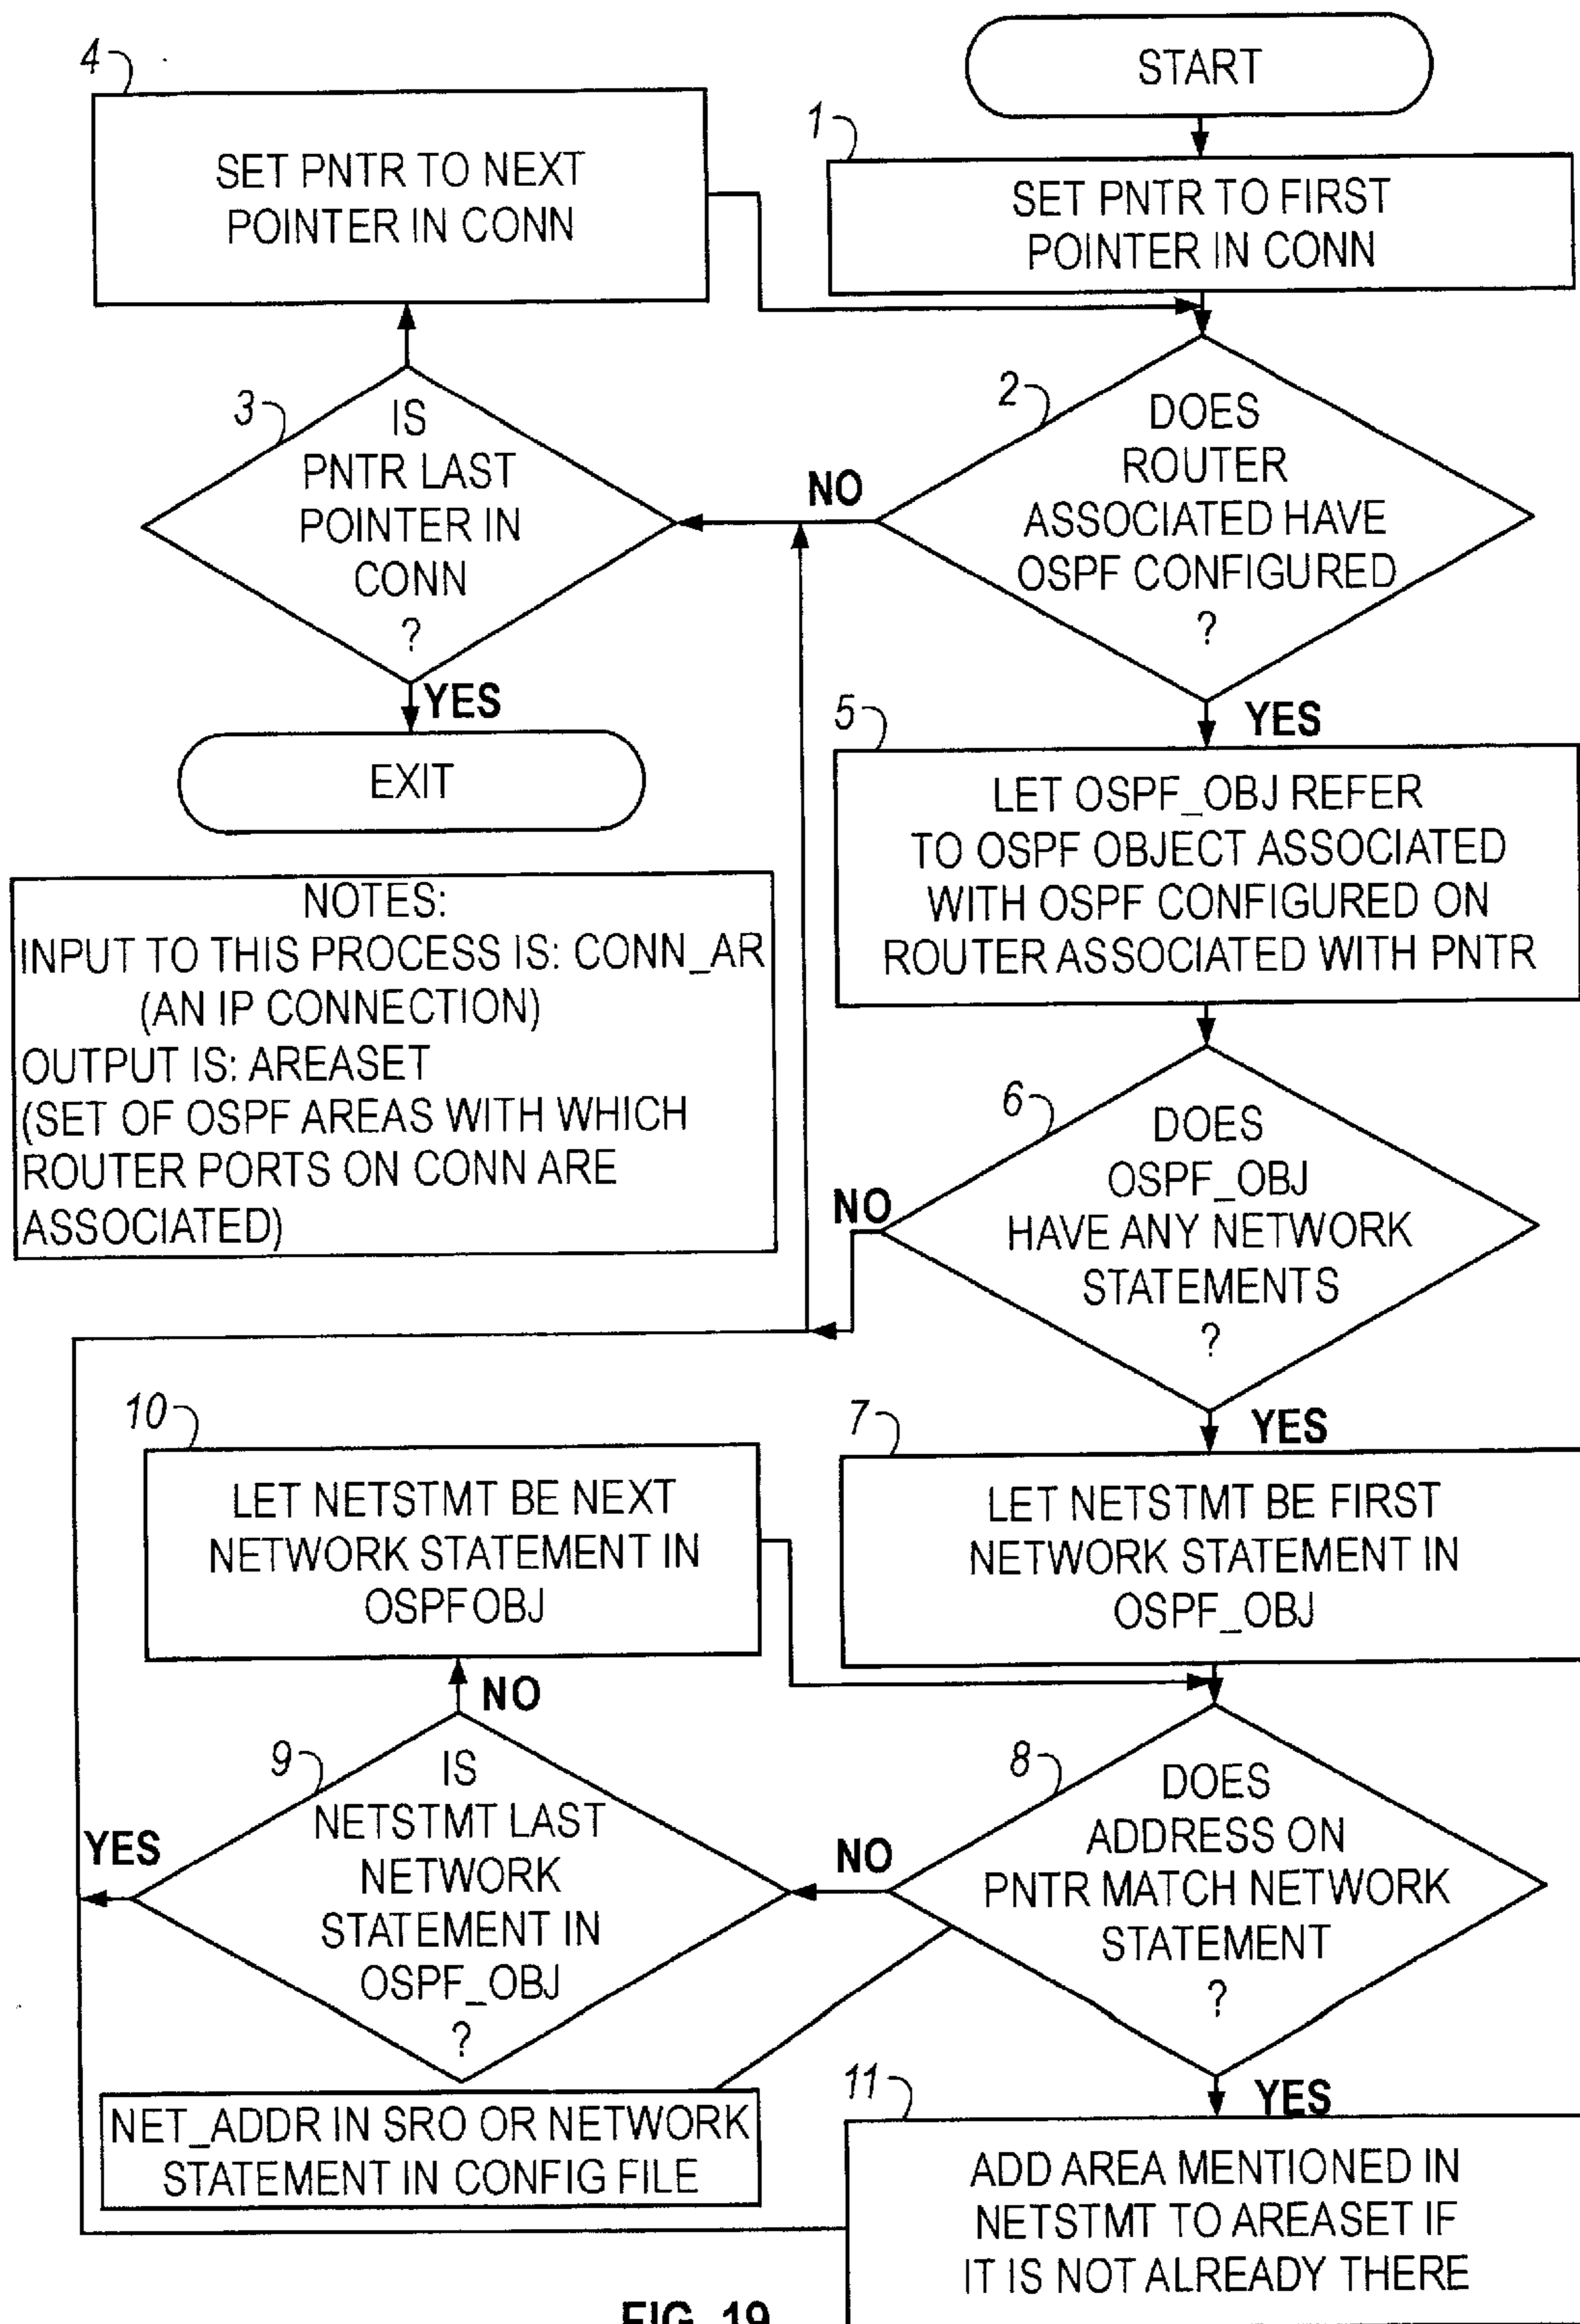 START
1
SET PNTR TO FIRST
POINTER IN CONN
4
SET PNTR TO NEXT
POINTER IN CONN
2
DOES
ROUTER
ASSOCIATED HAVE
OSPF CONFIGURED
?
NO
YES
3
IS
PNTR LAST
POINTER IN
CONN
?
YES
EXIT
5
LET OSPF_OBJ REFER
TO OSPF OBJECT ASSOCIATED
WITH OSPF CONFIGURED ON
ROUTER ASSOCIATED WITH PNTR
NOTES:
INPUT TO THIS PROCESS IS: CONN_AR
(AN IP CONNECTION)
OUTPUT IS: AREASET
(SET OF OSPF AREAS WITH WHICH
ROUTER PORTS ON CONN ARE
ASSOCIATED)
6
DOES
OSPF_OBJ
HAVE ANY NETWORK
STATEMENTS
?
NO
YES
7
LET NETSTMT BE FIRST
NETWORK STATEMENT IN
OSPF_OBJ
10
LET NETSTMT BE NEXT
NETWORK STATEMENT IN
OSPFOBJ
NO
8
DOES
ADDRESS ON
PNTR MATCH NETWORK
STATEMENT
?
NO
YES
9
IS
NETSTMT LAST
NETWORK
STATEMENT IN
OSPF_OBJ
?
YES
NET_ADDR IN SRO OR NETWORK
STATEMENT IN CONFIG FILE
11
ADD AREA MENTIONED IN
NETSTMT TO AREASET IF
IT IS NOT ALREADY THERE
FIG. 19